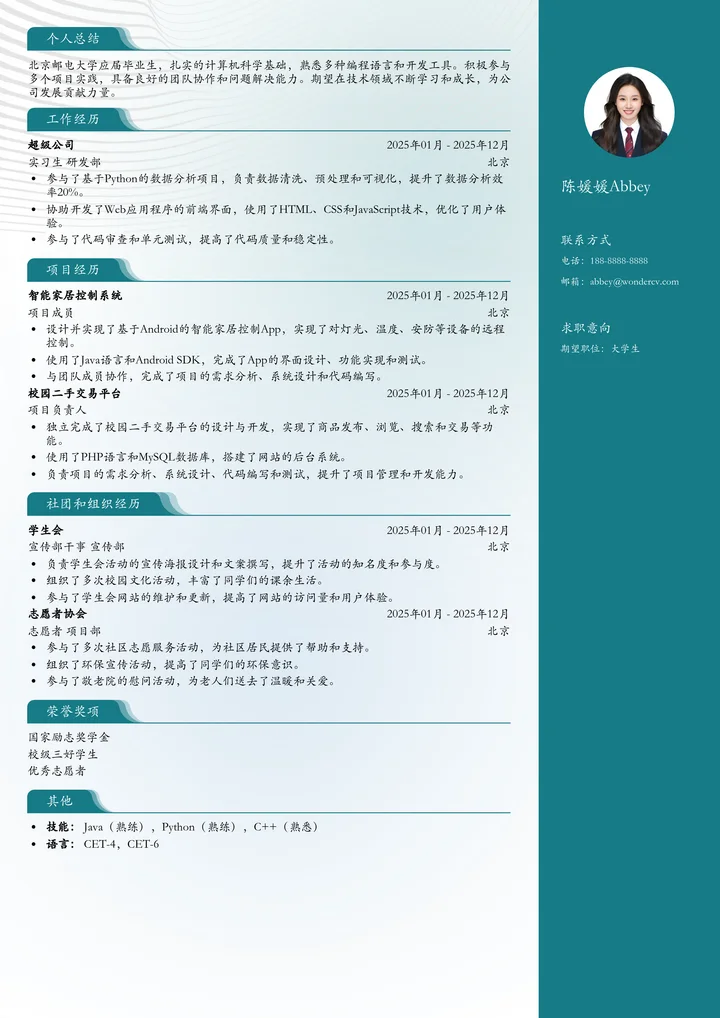 个人总结
北京邮电大学应届毕业生，扎实的计算机科学基础，熟悉多种编程语言和开发工具。积极参与
多个项目实践，具备良好的团队协作和问题解决能力。期望在技术领域不断学习和成长，为公
司发展贡献力量。
工作经历
超级公司 2025年01月 - 2025年12月
实习生 研发部 北京
• 参与了基于Python的数据分析项目，负责数据清洗、预处理和可视化，提升了数据分析效
率20%。
• 协助开发了Web应用程序的前端界面，使用了HTML、CSS和JavaScript技术，优化了用户体
验。
• 参与了代码审查和单元测试，提高了代码质量和稳定性。
项目经历
智能家居控制系统 2025年01月 - 2025年12月
项目成员 北京
• 设计并实现了基于Android的智能家居控制App，实现了对灯光、温度、安防等设备的远程
控制。
• 使用了Java语言和Android SDK，完成了App的界面设计、功能实现和测试。
• 与团队成员协作，完成了项目的需求分析、系统设计和代码编写。
校园二手交易平台 2025年01月 - 2025年12月
项目负责人 北京
• 独立完成了校园二手交易平台的设计与开发，实现了商品发布、浏览、搜索和交易等功
能。
• 使用了PHP语言和MySQL数据库，搭建了网站的后台系统。
• 负责项目的需求分析、系统设计、代码编写和测试，提升了项目管理和开发能力。
社团和组织经历
学生会 2025年01月 - 2025年12月
宣传部干事 宣传部 北京
• 负责学生会活动的宣传海报设计和文案撰写，提升了活动的知名度和参与度。
• 组织了多次校园文化活动，丰富了同学们的课余生活。
• 参与了学生会网站的维护和更新，提高了网站的访问量和用户体验。
志愿者协会 2025年01月 - 2025年12月
志愿者 项目部 北京
• 参与了多次社区志愿服务活动，为社区居民提供了帮助和支持。
• 组织了环保宣传活动，提高了同学们的环保意识。
• 参与了敬老院的慰问活动，为老人们送去了温暖和关爱。
荣誉奖项
国家励志奖学金
校级三好学生
优秀志愿者
其他
• 技能： Java（熟练）, Python（熟练）, C++（熟悉）
• 语言： CET-4，CET-6
陈媛媛Abbey
联系方式
电话：188-8888-8888
邮箱：abbey@wondercv.com
求职意向
期望职位：大学生